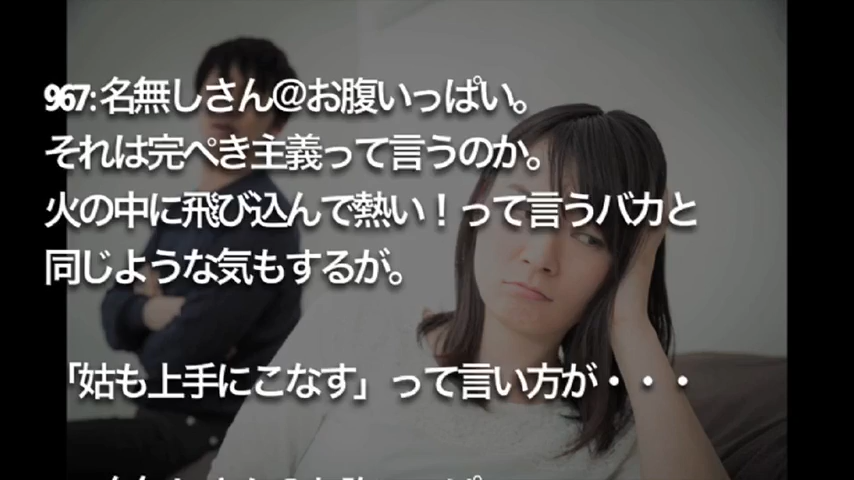 967:名無しさん@お腹いっぱい。
それは完ぺき主義って言うのか。
火の中に飛び込んで熱い！って言うバカと
同じような気もするが。
「姑も上手にこなす」って言い方が・・・